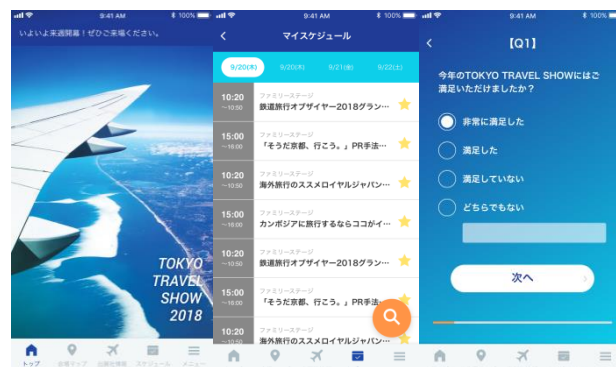 9:41 AM
100%
いよいよ来週開幕！ぜひご来場ください。
TOKYO
TRAVEL
SHOW
2018
トップ
会場マップ
出展社検索
スケジュール
メニュー
9:41 AM
100%
マイスケジュール
9/20(木)
9/20(木)
9/21(金)
9/22(土)
10:20
～10:50
ファミリーステージ
鉄道旅行オブザイヤー2018グラン…
15:00
～16:00
ファミリーステージ
「そうだ京都、行こう。」PR手法…
10:20
～10:50
ファミリーステージ
海外旅行のススメロイヤルジャパン…
15:00
～16:00
ファミリーステージ
カンボジアに旅行するならココがイ…
10:20
～10:50
ファミリーステージ
鉄道旅行オブザイヤー2018グラン…
15:00
～16:00
ファミリーステージ
「そうだ京都、行こう。」PR手法…
10:20
～10:50
ファミリーステージ
海外旅行のススメロイヤルジャパン
9:41 AM
100%
【Q1】
今年のTOKYO TRAVEL SHOWにはご
満足いただけましたか？
非常に満足した
満足した
満足していない
どちらでもない
次へ